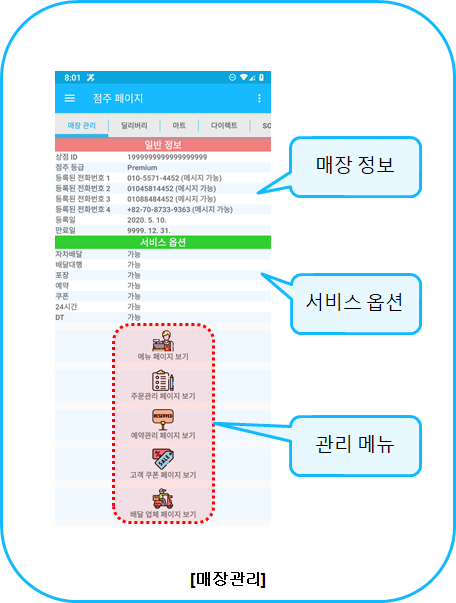 8:01
점주 페이지
매장 관리 딜리버리 마트 다이렉트 SC
일반 정보
상점 ID 1999999999999999999
점주 등급 Premium
등록된 전화번호 1 010-5571-4452 (메시지 가능)
등록된 전화번호 2 01045814452 (메시지 가능)
등록된 전화번호 3 01088484452 (메시지 가능)
등록된 전화번호 4 +82-70-8733-9363 (메시지 가능)
등록일 2020. 5. 10.
만료일 9999. 12. 31.
서비스 옵션
자차배달 가능
배달대행 가능
포장 가능
예약 가능
쿠폰 가능
24시간 가능
DT 가능
메뉴 페이지 보기
주문관리 페이지 보기
RESERVED
예약관리 페이지 보기
SALE
고객 쿠폰 페이지 보기
배달 업체 페이지 보기
매장 정보
서비스 옵션
관리 메뉴
[매장관리]